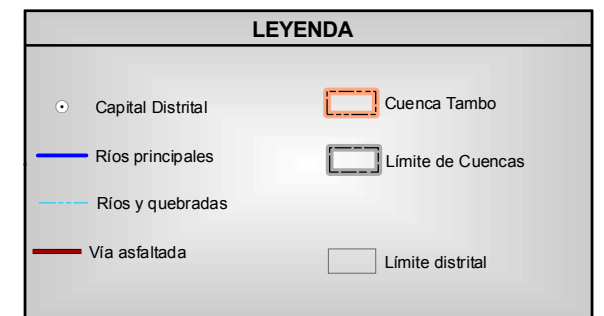 LEYENDA
Capital Distrital
Cuenca Tambo
Ríos principales
Límite de Cuencas
Ríos y quebradas
Vía asfaltada
Límite distrital